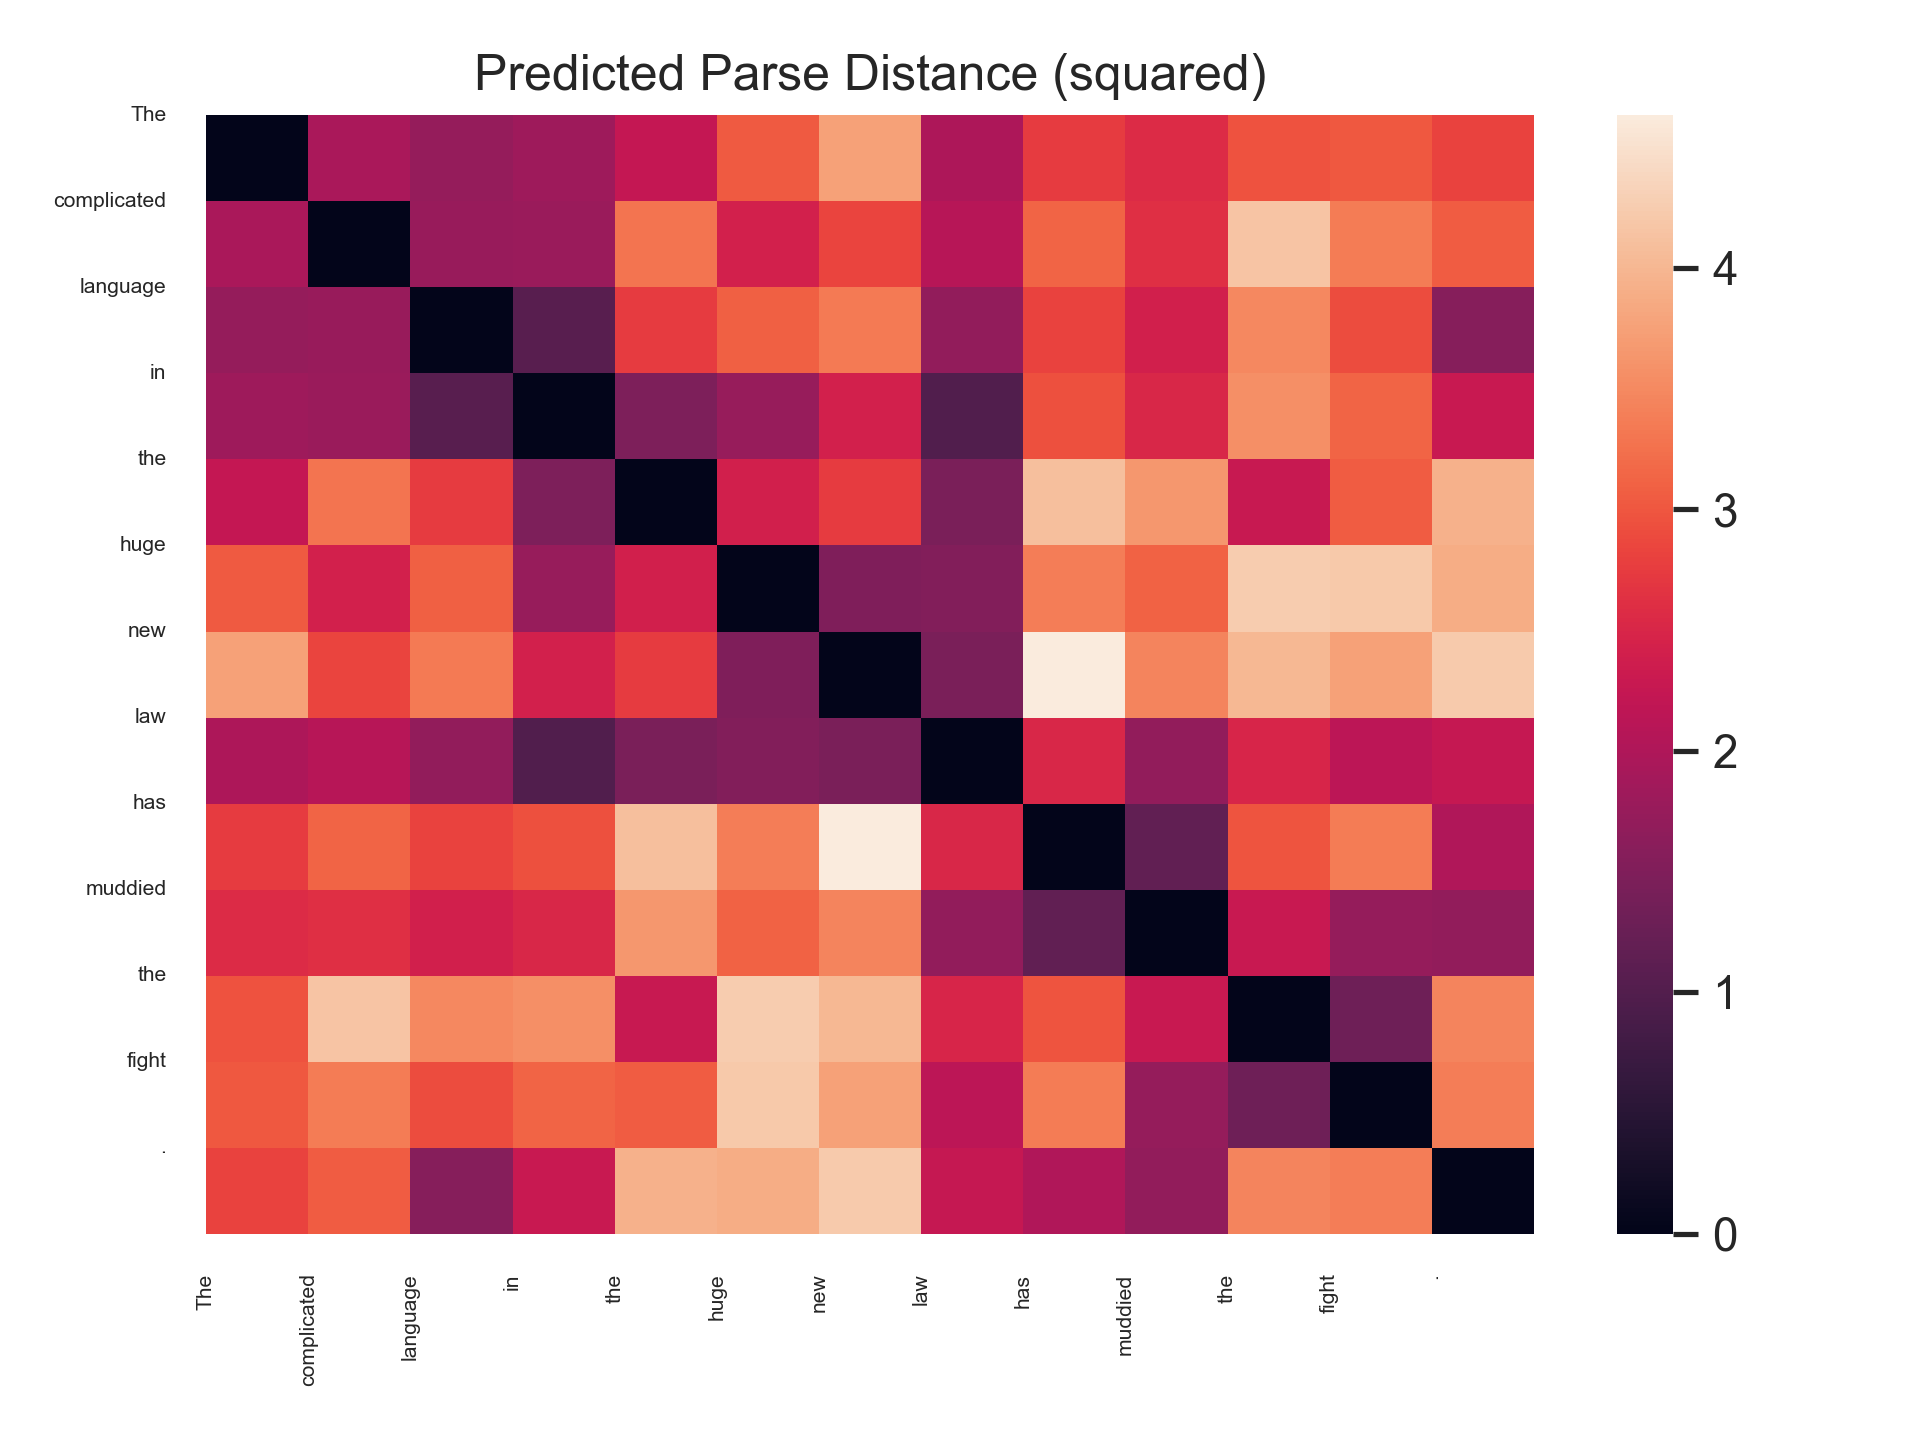 Predicted Parse Distance (squared)
The
complicated
language
in
the
huge
new
law
has
muddied
the
fight
.
4
3
2
1
0
The
complicated
language
in
the
huge
new
law
has
muddied
the
fight
.